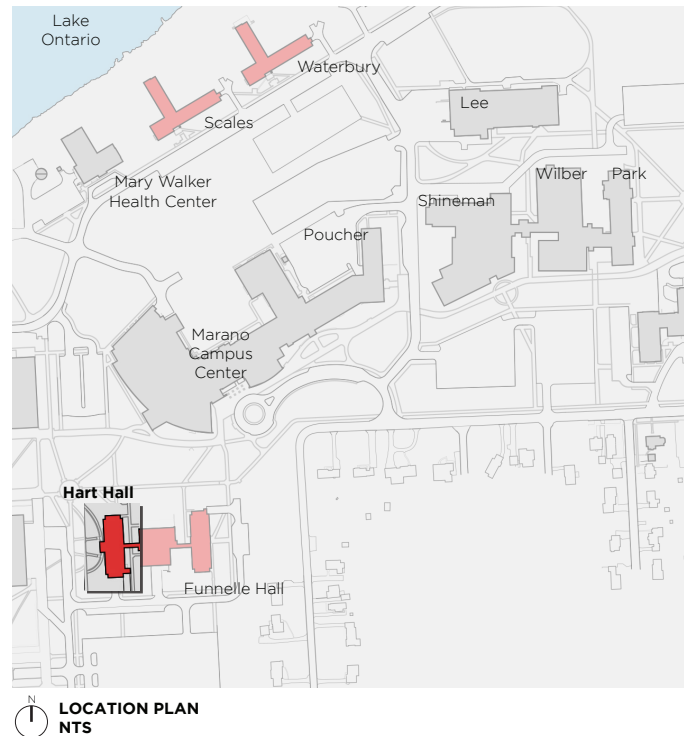 Lake
Ontario
Waterbury
Scales
Lee
Mary Walker
Health Center
Wilber
Park
Shineman
Poucher
Marano
Campus
Center
Hart Hall
Funnelle Hall
N
LOCATION PLAN
NTS